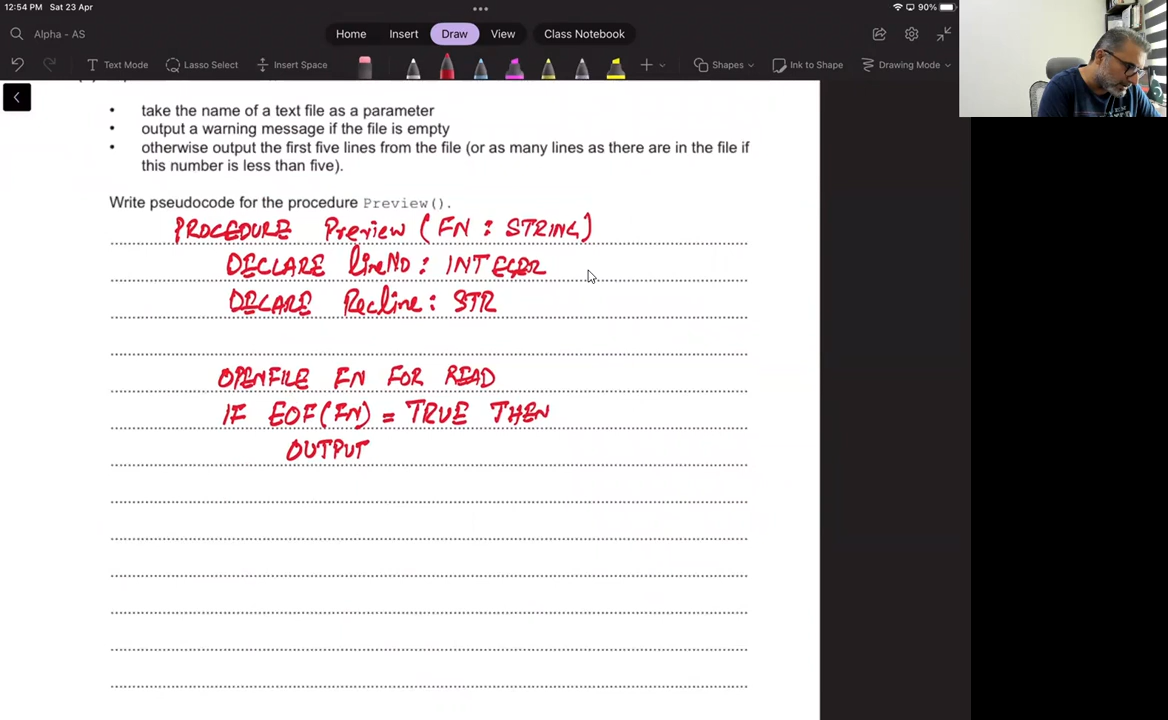 12:54 PM Sat 23 Apr
90%
Alpha - AS
Home Insert Draw View Class Notebook
Text Mode Lasso Select Insert Space Shapes Ink to Shape Drawing Mode
• take the name of a text file as a parameter
• output a warning message if the file is empty
• otherwise output the first five lines from the file (or as many lines as there are in the file if
this number is less than five).
Write pseudocode for the procedure Preview().
PROCEDURE Preview (FN : STRING)
DECLARE lineNo : INTEGER
DECLARE Recline : STR
OPENFILE FN FOR READ
IF EOF(FN) = TRUE THEN
OUTPUT